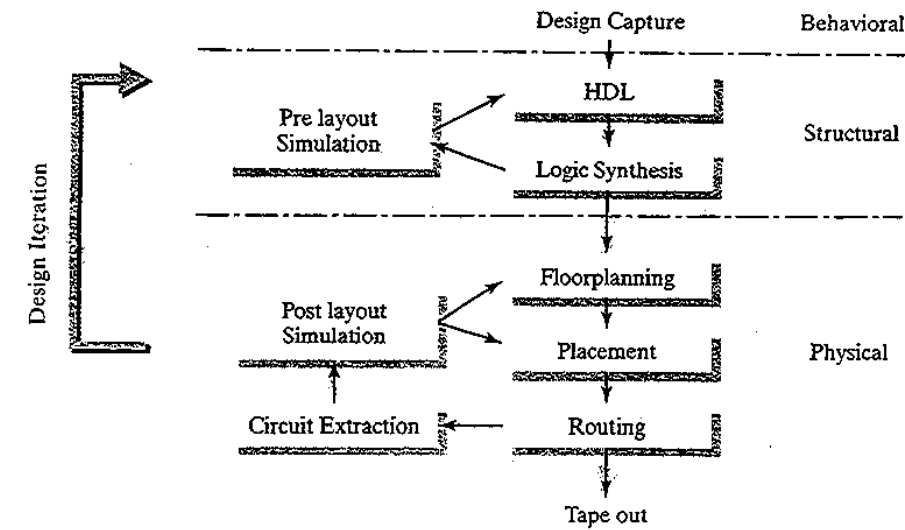 Design Capture
Behavioral
HDL
Pre layout
Simulation
Structural
Logic Synthesis
Design Iteration
Floorplanning
Post layout
Simulation
Placement
Physical
Circuit Extraction
Routing
Tape out